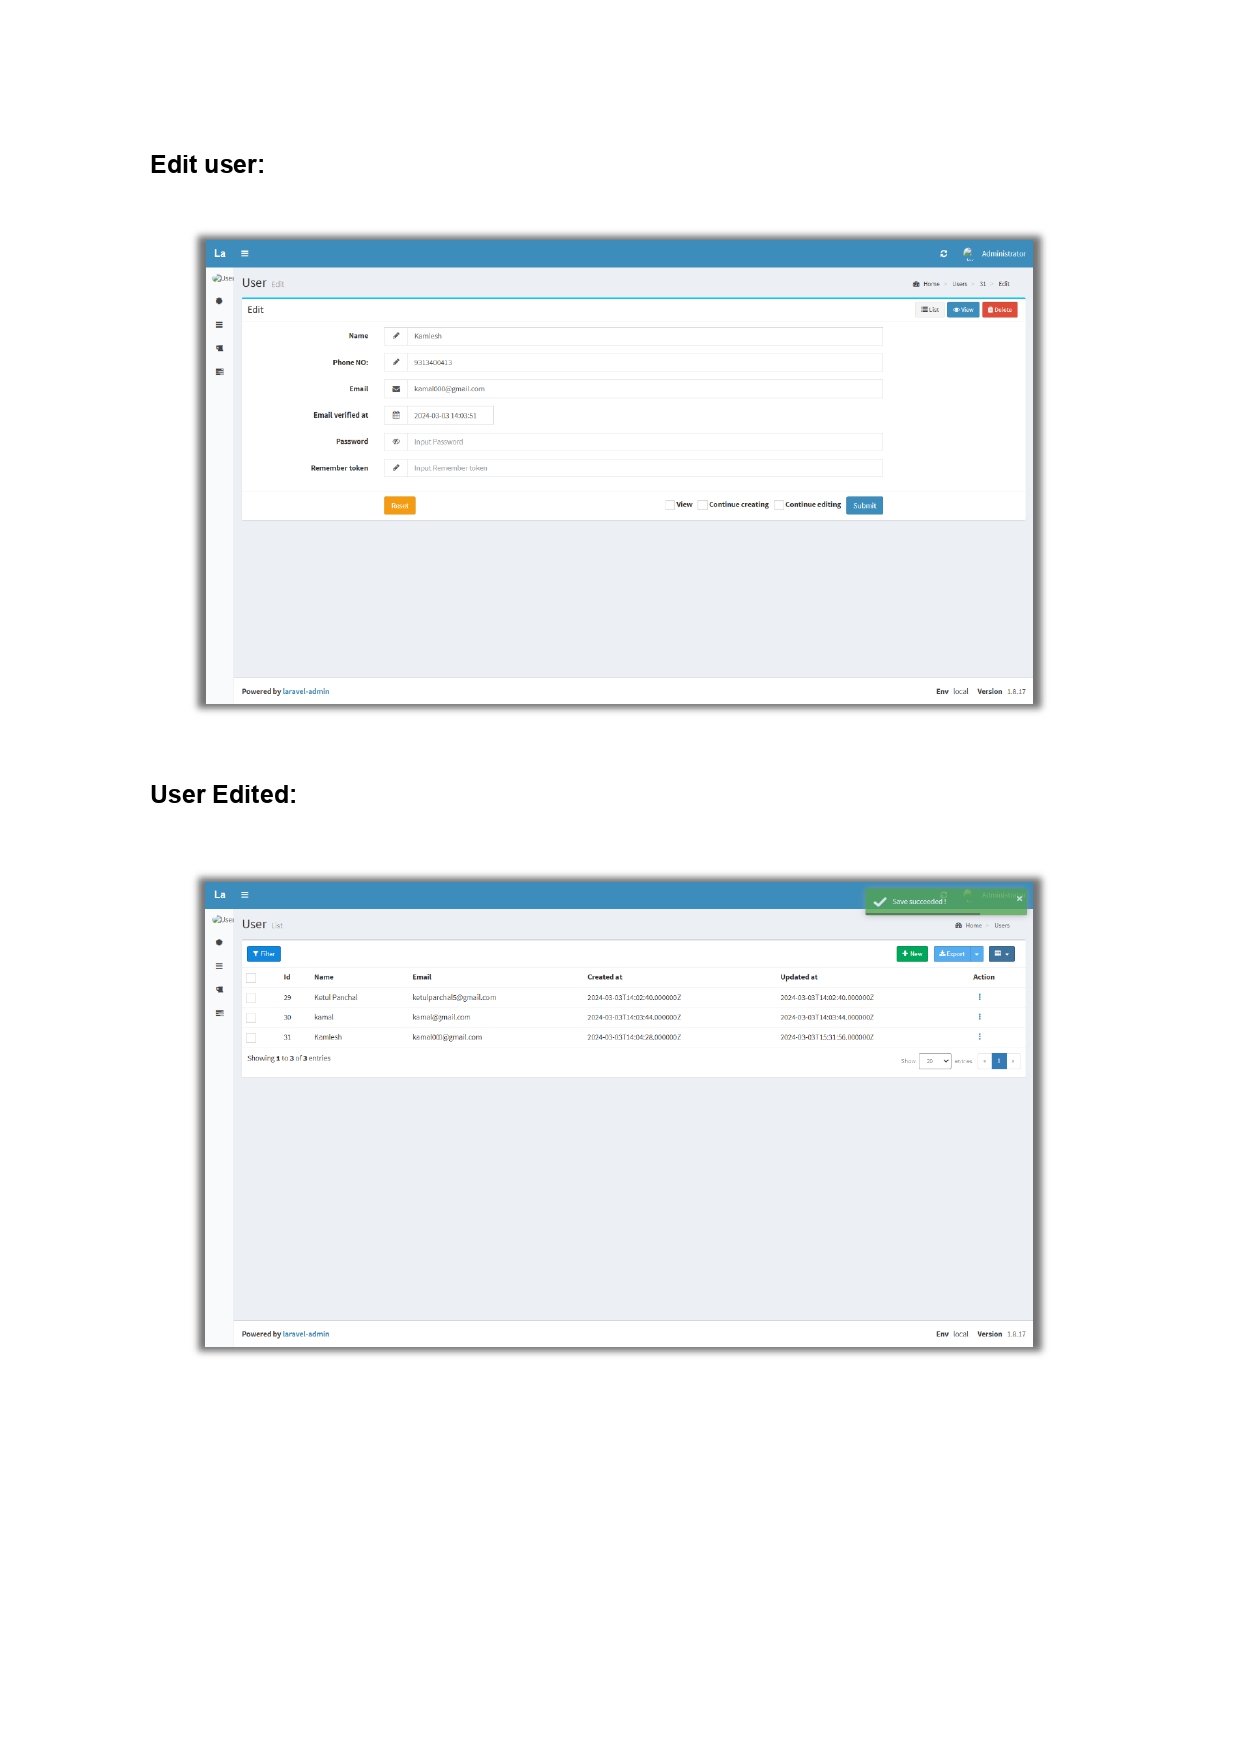 Edit user:
La Administrator
User
User Edit Home Users 31 Edit
Edit List View Delete
Name Kamlesh
Phone NO: 9313400413
Email kamal000@gmail.com
Email verified at 2024-03-03 14:03:51
Password Input Password
Remember token Input Remember token
Reset View Continue creating Continue editing Submit
Powered by laravel-admin Env local Version 1.8.17
User Edited:
La Administrator
Save succeeded !
User
User List Home Users
Filter New Export
Id Name Email Created at Updated at Action
29 Ketul Panchal ketulparchal5@gmail.com 2024-03-03T14:02:40.000000Z 2024-03-03T14:02:40.000000Z
30 kamal kamal@gmail.com 2024-03-03T14:03:44.000000Z 2024-03-03T14:03:44.000000Z
31 Kamlesh kamal000@gmail.com 2024-03-03T14:04:28.000000Z 2024-03-03T15:31:56.000000Z
Showing 1 to 3 of 3 entries Show 20 entries « 1 »
Powered by laravel-admin Env local Version 1.8.17